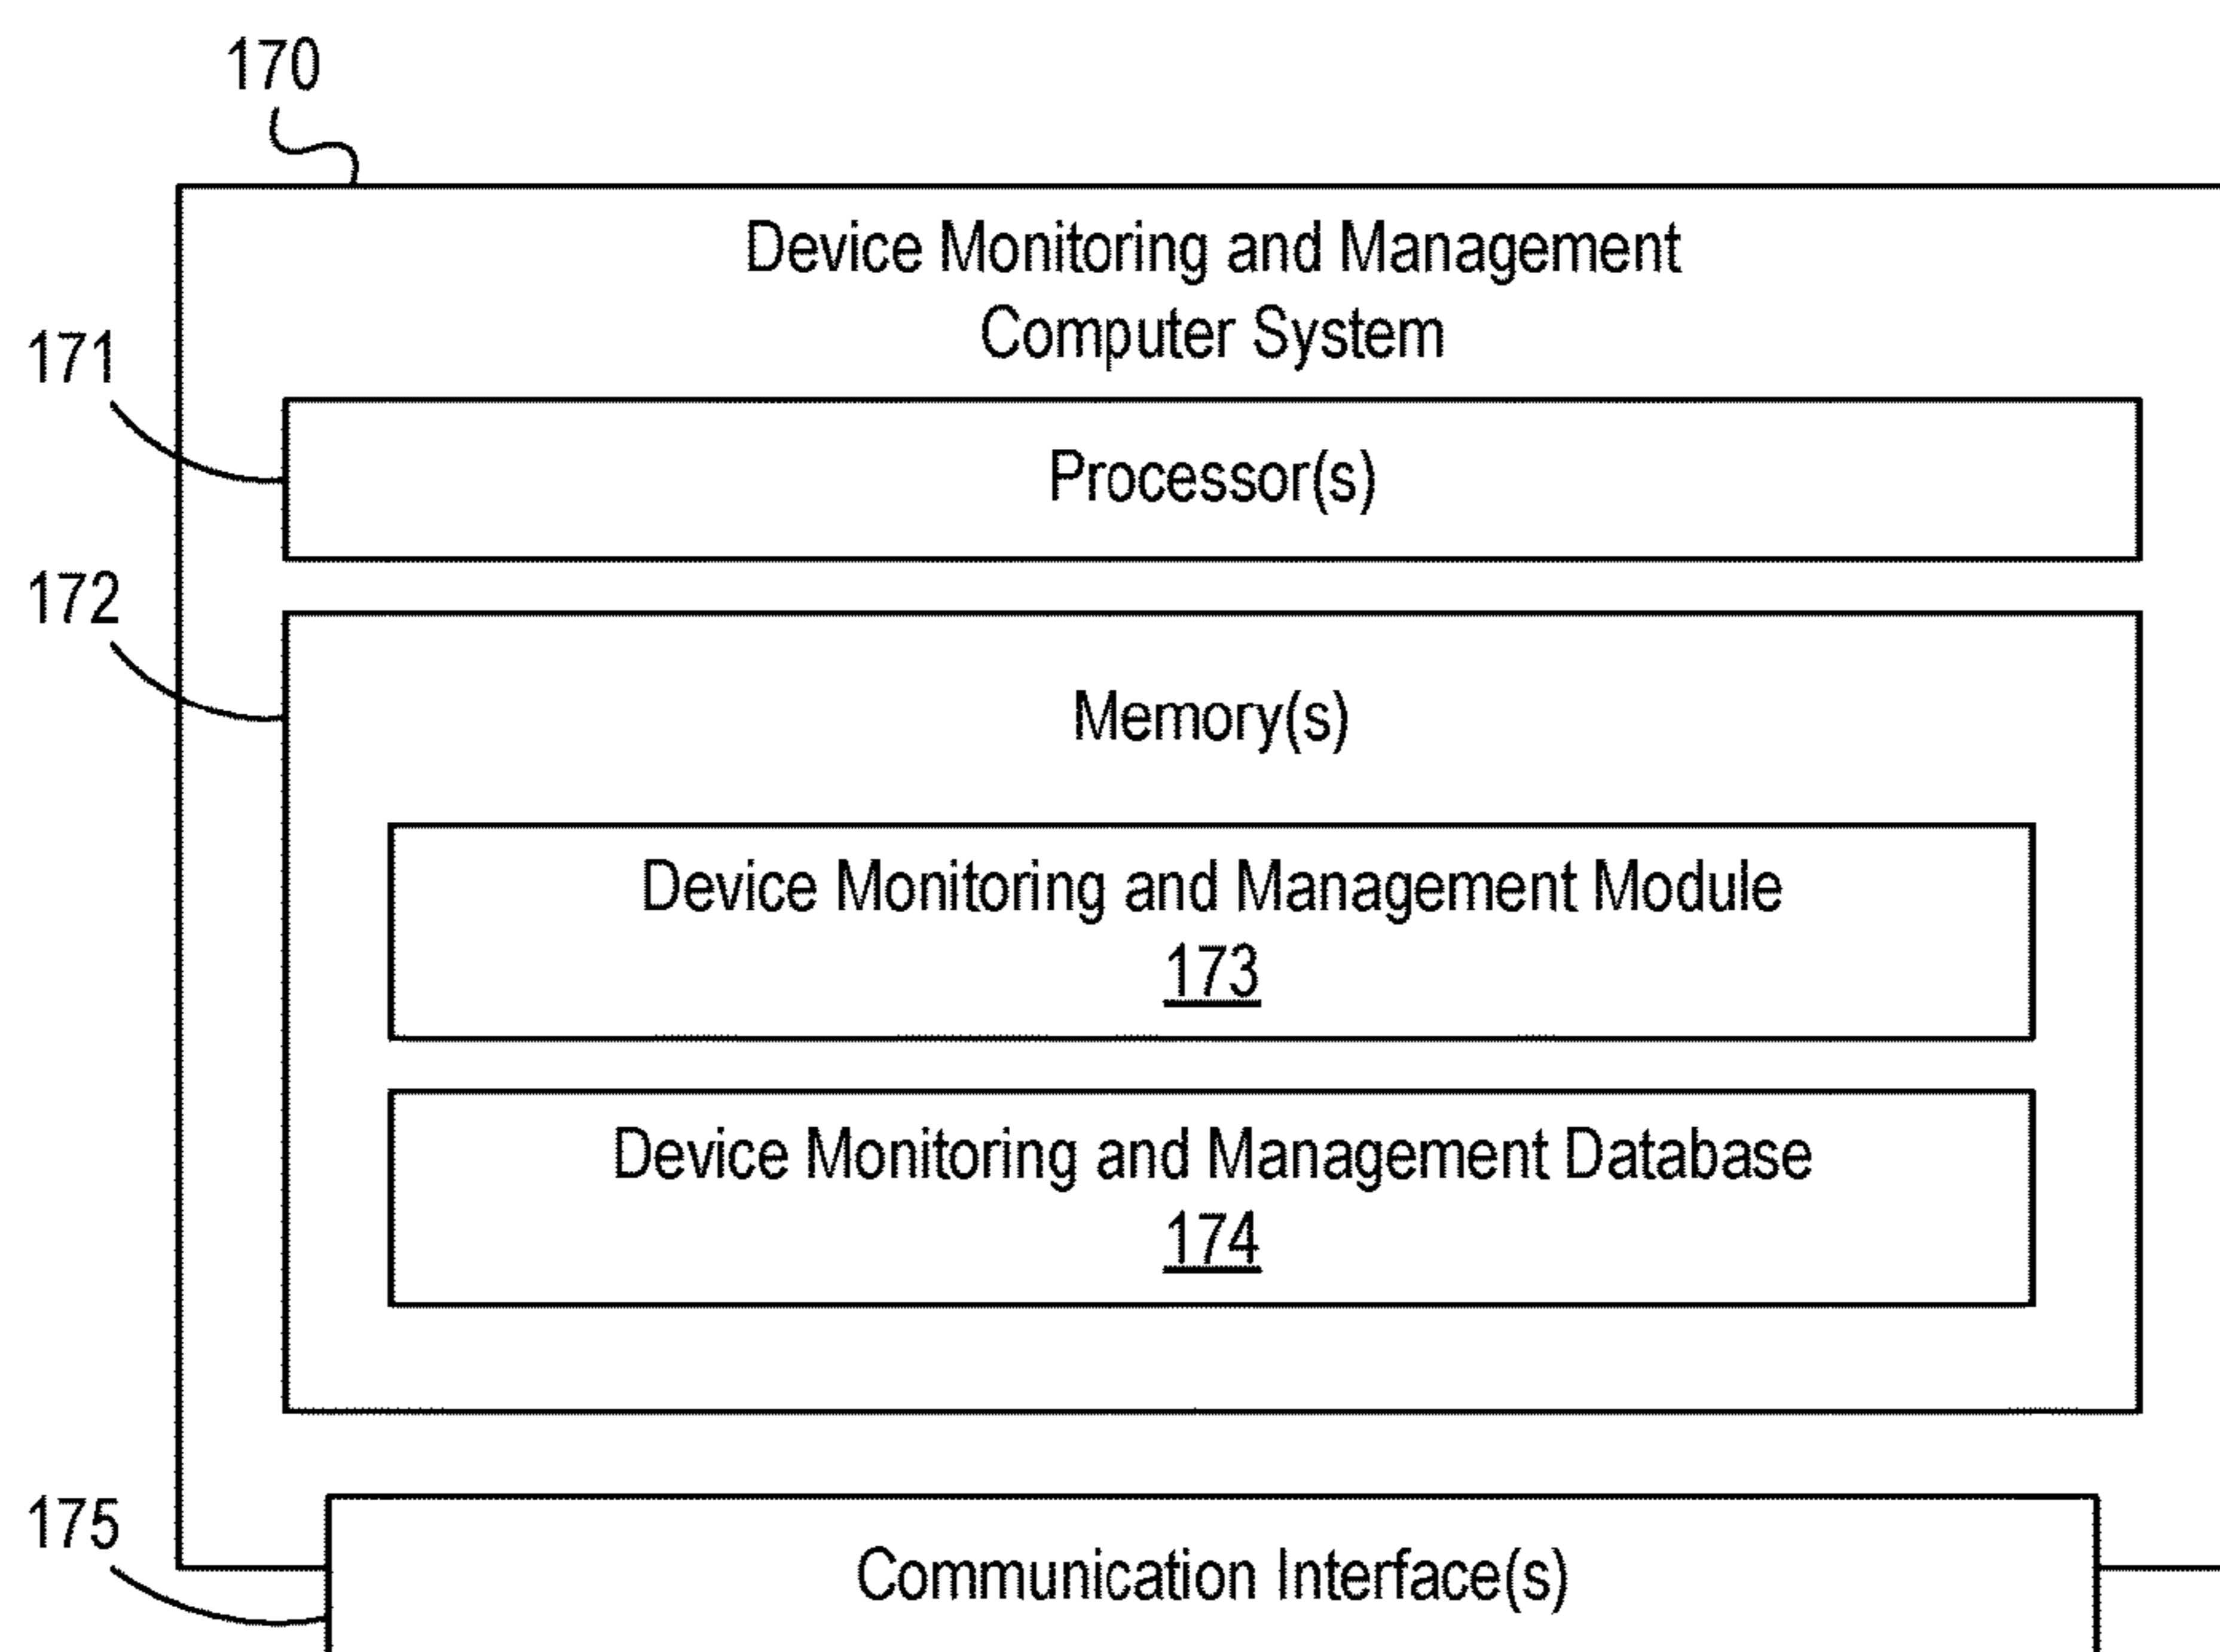 170
Device Monitoring and Management
Computer System
171
Processor(s)
172
Memory(s)
Device Monitoring and Management Module
173
Device Monitoring and Management Database
174
175
Communication Interface(s)